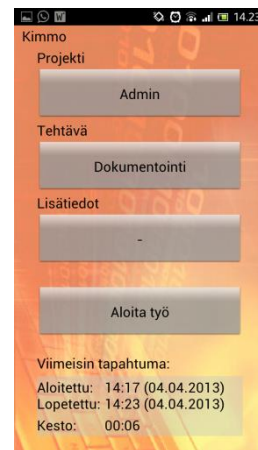 14.23
Kimmo
Projekti
Admin
Tehtävä
Dokumentointi
Lisätiedot
-
Aloita työ
Viimeisin tapahtuma:
Aloitettu: 14:17 (04.04.2013)
Lopetettu: 14:23 (04.04.2013)
Kesto: 00:06